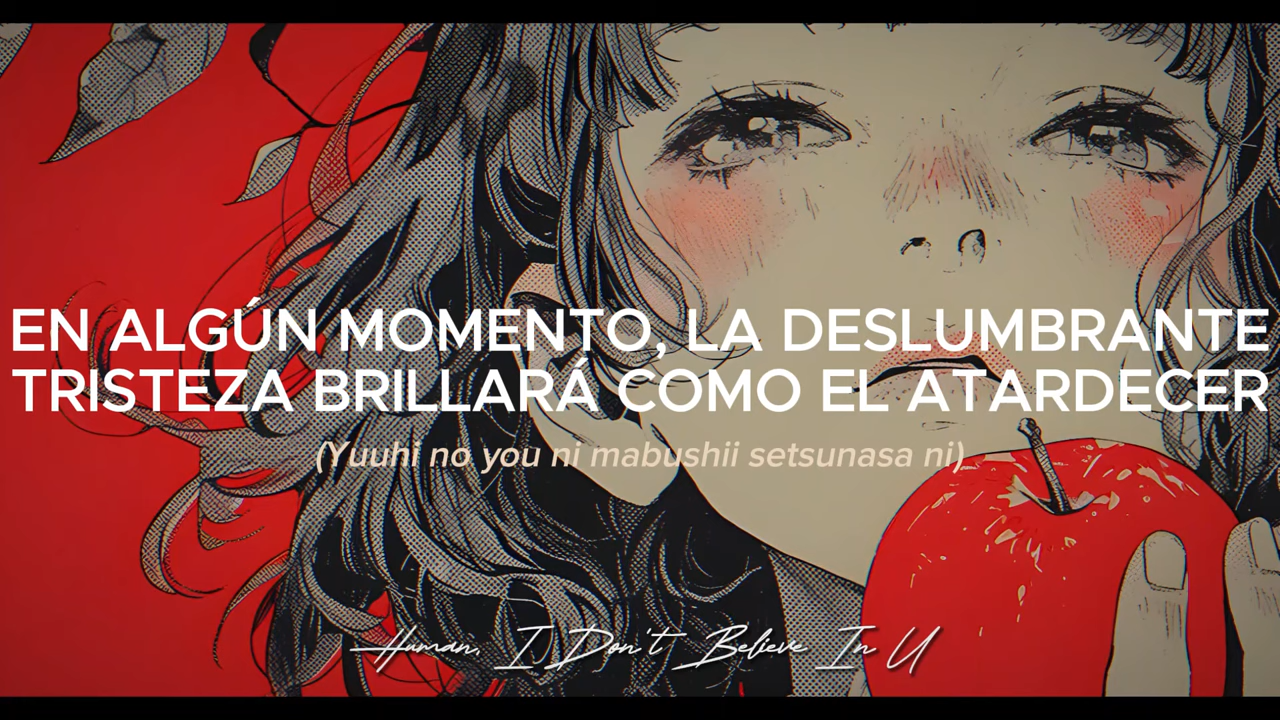 EN ALGÚN MOMENTO, LA DESLUMBRANTE
TRISTEZA BRILLARÁ COMO EL ATARDECER
(Yuuhi no you ni mabushii setsunasa ni)
Human, I Don't Believe In U